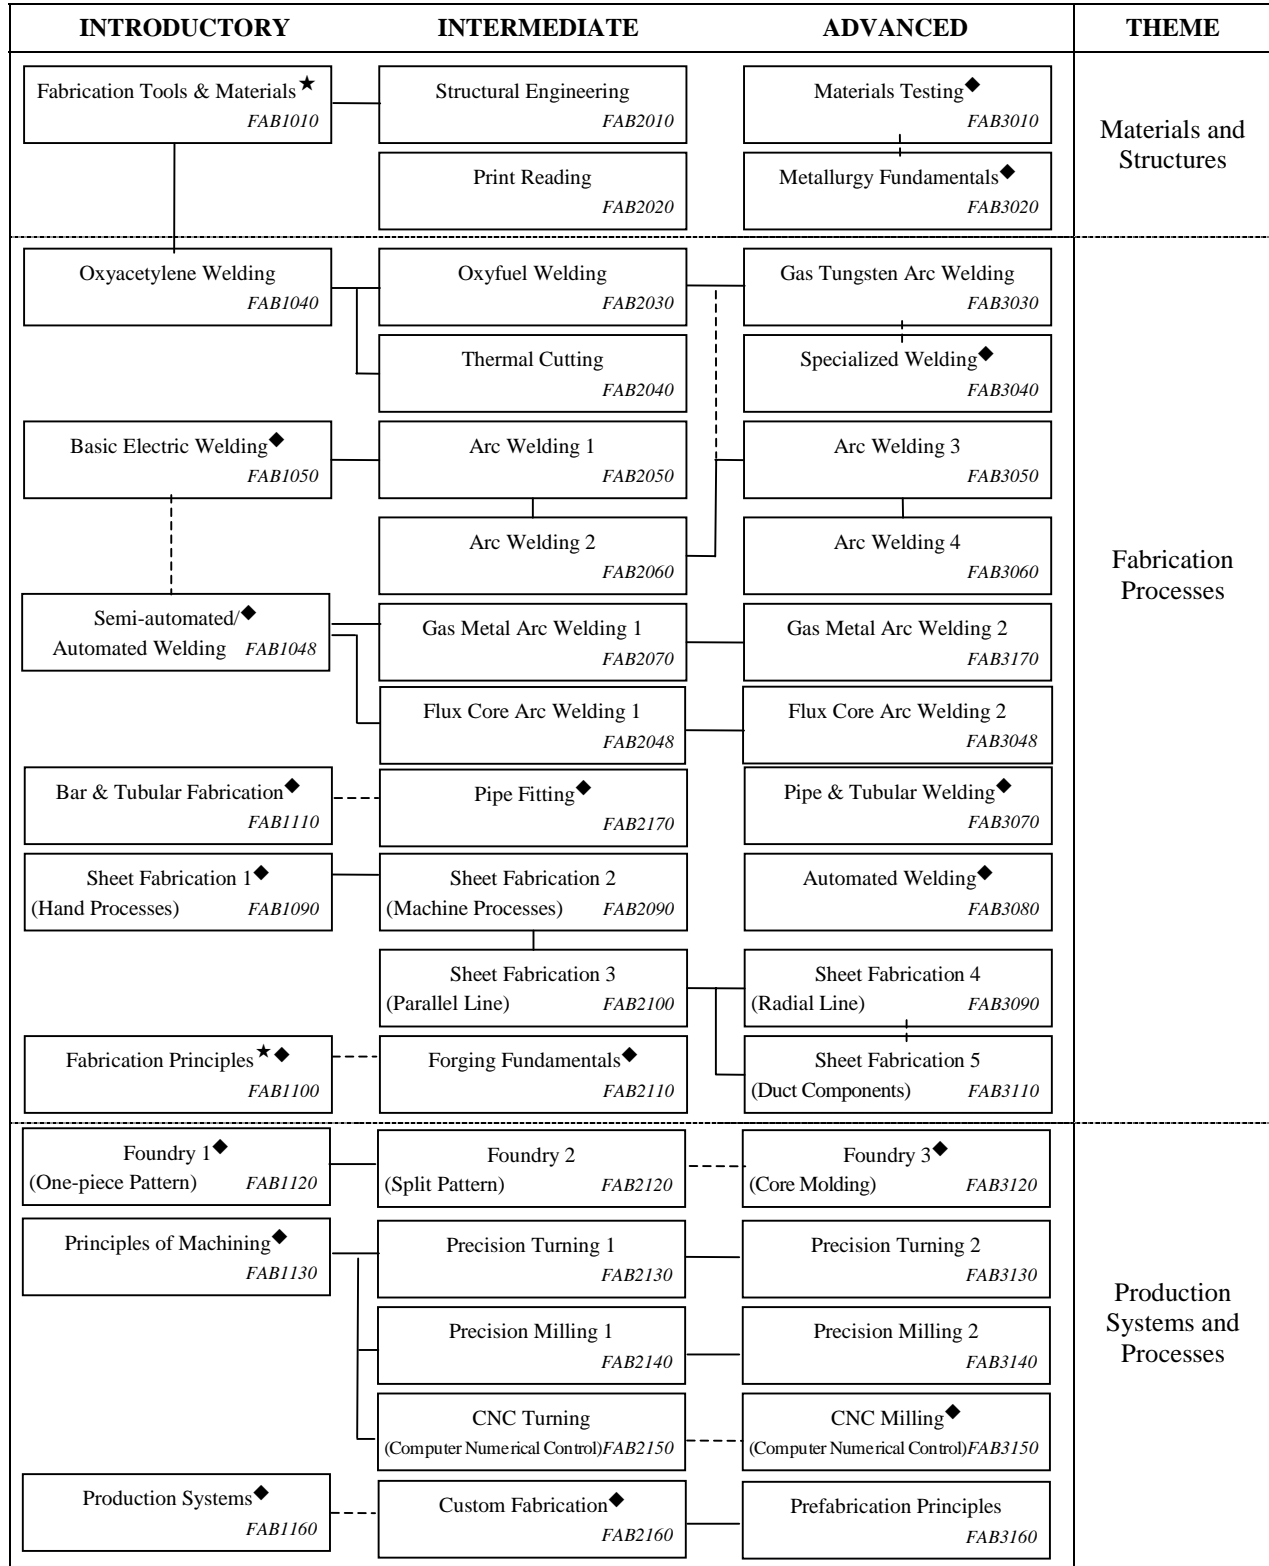 INTRODUCTORY INTERMEDIATE ADVANCED THEME
Fabrication Tools & Materials★ Structural Engineering Materials Testing◆
FAB1010 FAB2010 FAB3010
Materials and
Structures
Print Reading Metallurgy Fundamentals◆
FAB2020 FAB3020
Oxyacetylene Welding Oxyfuel Welding Gas Tungsten Arc Welding
FAB1040 FAB2030 FAB3030
Thermal Cutting Specialized Welding◆
FAB2040 FAB3040
Basic Electric Welding◆ Arc Welding 1 Arc Welding 3
FAB1050 FAB2050 FAB3050
Arc Welding 2 Arc Welding 4
FAB2060 FAB3060
Fabrication
Processes
Semi-automated/◆ Gas Metal Arc Welding 1 Gas Metal Arc Welding 2
Automated Welding FAB1048 FAB2070 FAB3170
Flux Core Arc Welding 1 Flux Core Arc Welding 2
FAB2048 FAB3048
Bar & Tubular Fabrication◆ Pipe Fitting◆ Pipe & Tubular Welding◆
FAB1110 FAB2170 FAB3070
Sheet Fabrication 1◆ Sheet Fabrication 2 Automated Welding◆
(Hand Processes) FAB1090 (Machine Processes) FAB2090 FAB3080
Sheet Fabrication 3 Sheet Fabrication 4
(Parallel Line) FAB2100 (Radial Line) FAB3090
Fabrication Principles★◆ Forging Fundamentals◆ Sheet Fabrication 5
FAB1100 FAB2110 (Duct Components) FAB3110
Foundry 1◆ Foundry 2 Foundry 3◆
(One-piece Pattern) FAB1120 (Split Pattern) FAB2120 (Core Molding) FAB3120
Principles of Machining◆ Precision Turning 1 Precision Turning 2
FAB1130 FAB2130 FAB3130
Production
Systems and
Processes
Precision Milling 1 Precision Milling 2
FAB2140 FAB3140
CNC Turning CNC Milling◆
(Computer Numerical Control)FAB2150 (Computer Numerical Control)FAB3150
Production Systems◆ Custom Fabrication◆ Prefabrication Principles
FAB1160 FAB2160 FAB3160